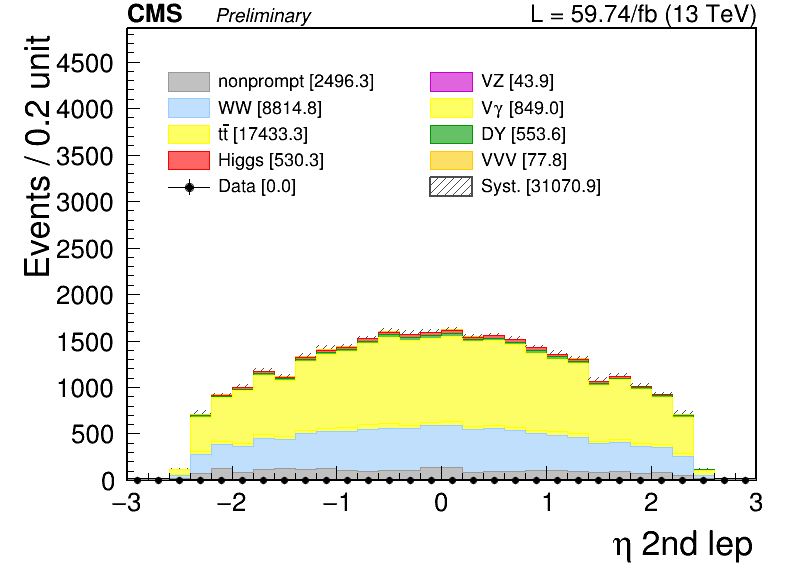 CMS Preliminary L = 59.74/fb (13 TeV)
Events / 0.2 unit
4500
4000
3500
3000
2500
2000
1500
1000
500
0
nonprompt [2496.3]
WW [8814.8]
tt̅ [17433.3]
Higgs [530.3]
Data [0.0]
VZ [43.9]
Vγ [849.0]
DY [553.6]
VVV [77.8]
Syst. [31070.9]
−3 −2 −1 0 1 2 3
η 2nd lep